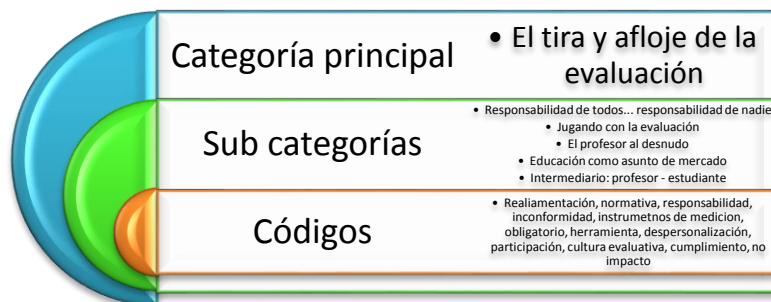 Categoría principal
• El tira y afloje de la
evaluación
Sub categorías
• Responsabilidad de todos... responsabilidad de nadie
• Jugando con la evaluación
• El profesor al desnudo
• Educación como asunto de mercado
• Intermediario: profesor - estudiante
Códigos
• Realiamentación, normativa, responsabilidad,
inconformidad, instrumetnos de medicion,
obligatorio, herramienta, despersonalización,
participación, cultura evaluativa, cumplimiento, no
impacto